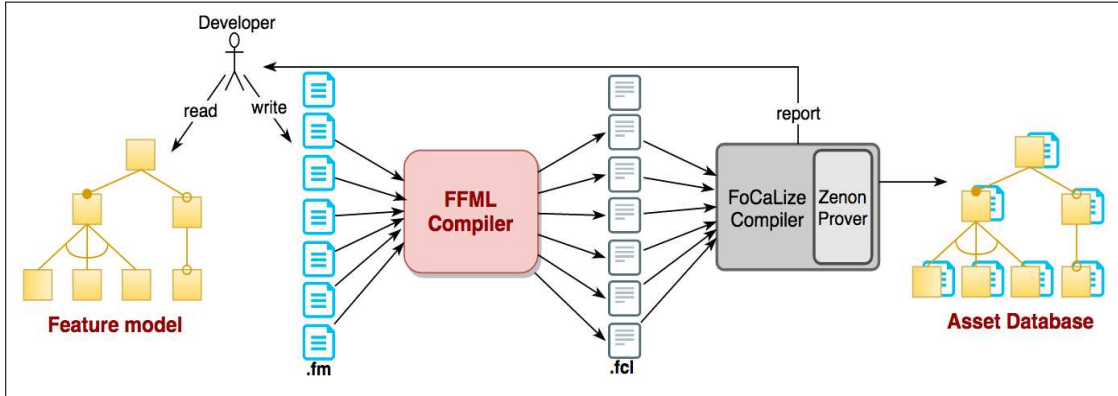 Developer
read
write
report
FFML
Compiler
FoCaLize
Compiler
Zenon
Prover
Feature model
.fm
.fcl
Asset Database